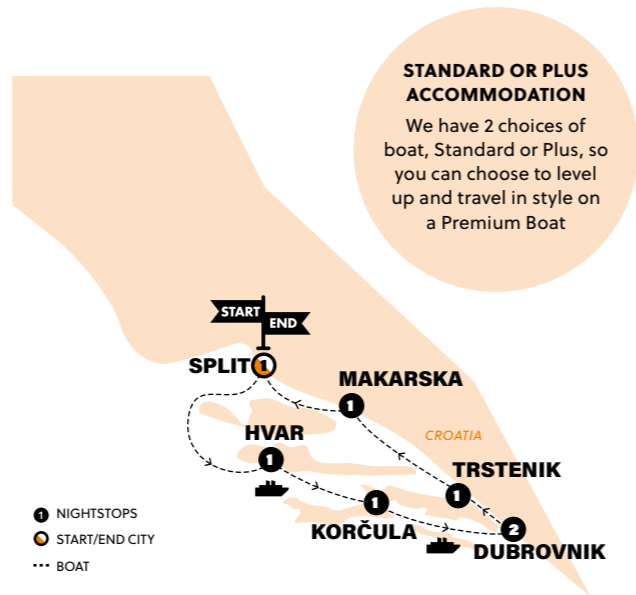 STANDARD OR PLUS
ACCOMMODATION
We have 2 choices of
boat, Standard or Plus, so
you can choose to level
up and travel in style on
a Premium Boat
START
END
SPLIT 1
MAKARSKA
1
CROATIA
HVAR
1
TRSTENIK
1
KORČULA
1
DUBROVNIK
2
1 NIGHTSTOPS
START/END CITY
BOAT